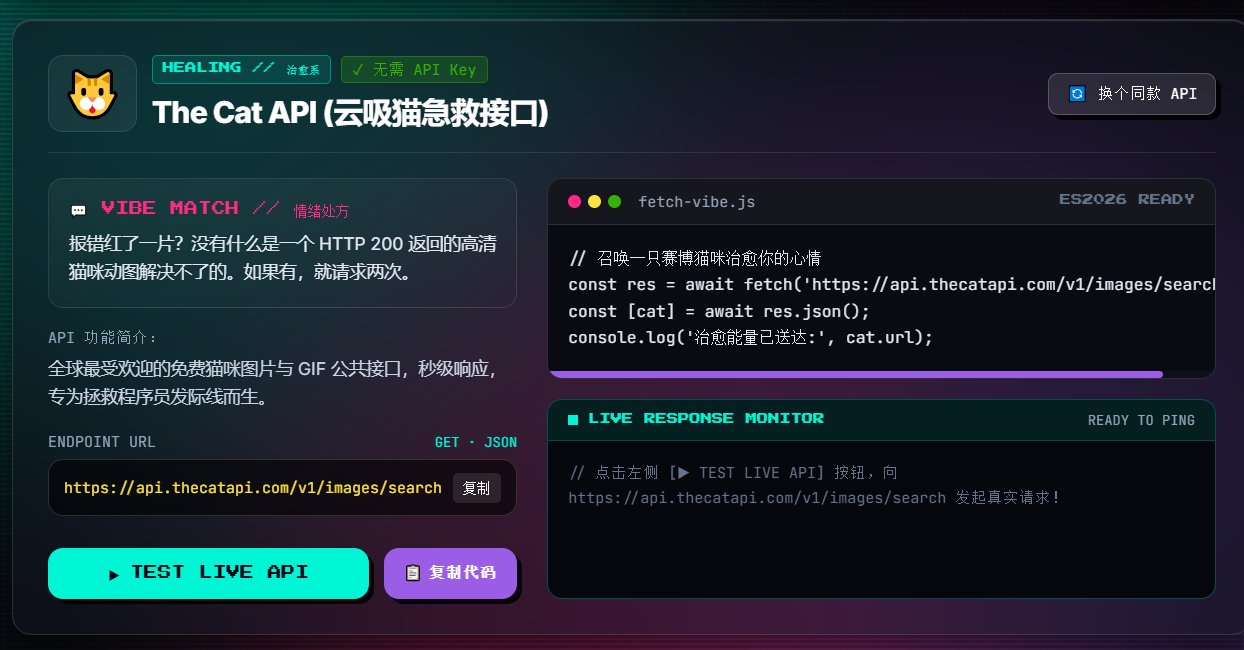 HEALING // 治愈系
✓ 无需 API Key
The Cat API (云吸猫急救接口)
换个同款 API
VIBE MATCH // 情绪处方
报错红了一片？没有什么是一个 HTTP 200 返回的高清
猫咪动图解决不了的。如果有，就请求两次。
API 功能简介:
全球最受欢迎的免费猫咪图片与 GIF 公共接口，秒级响应，
专为拯救程序员发际线而生。
ENDPOINT URL
GET · JSON
https://api.thecatapi.com/v1/images/search
复制
▶ TEST LIVE API
复制代码
fetch-vibe.js
ES2026 READY
// 召唤一只赛博猫咪治愈你的心情
const res = await fetch('https://api.thecatapi.com/v1/images/search
const [cat] = await res.json();
console.log('治愈能量已送达:', cat.url);
LIVE RESPONSE MONITOR
READY TO PING
// 点击左侧 [▶ TEST LIVE API] 按钮，向
https://api.thecatapi.com/v1/images/search 发起真实请求!